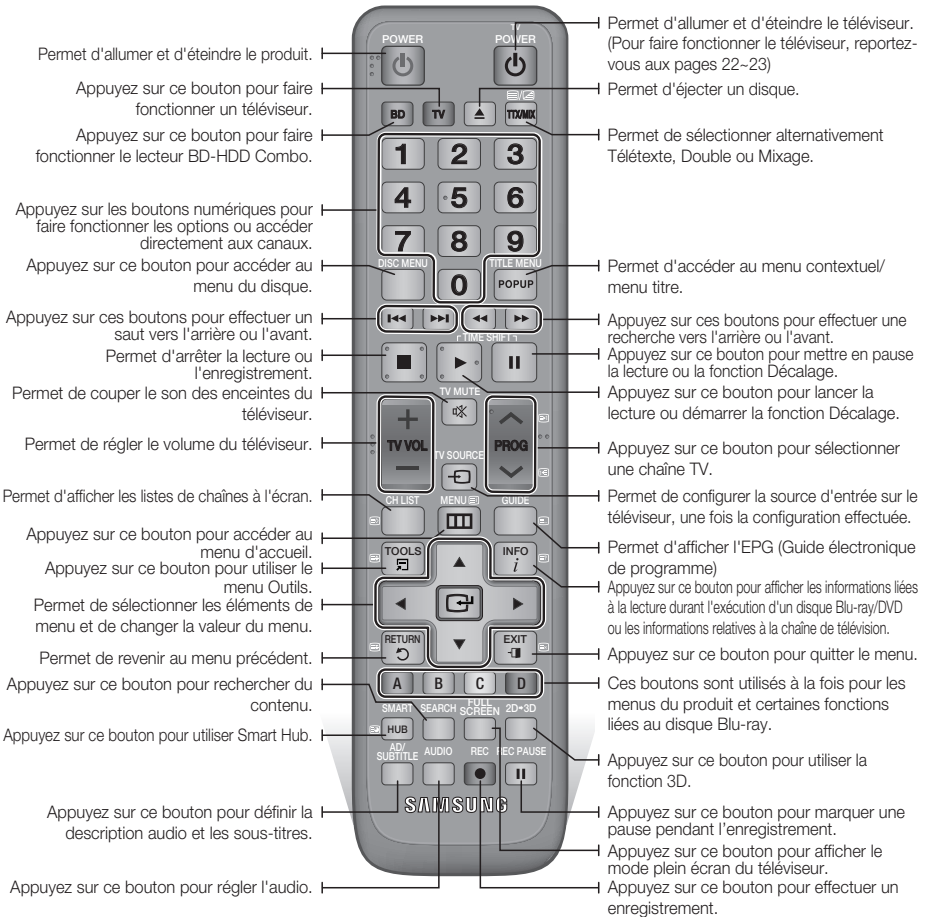 Permet d'allumer et d'éteindre le produit.
Appuyez sur ce bouton pour faire
fonctionner un téléviseur.
Appuyez sur ce bouton pour faire
fonctionner le lecteur BD-HDD Combo.
Appuyez sur les boutons numériques pour
faire fonctionner les options ou accéder
directement aux canaux.
Appuyez sur ce bouton pour accéder au
menu du disque.
Appuyez sur ces boutons pour effectuer un
saut vers l'arrière ou l'avant.
Permet d'arrêter la lecture ou
l'enregistrement.
Permet de couper le son des enceintes du
téléviseur.
Permet de régler le volume du téléviseur.
Permet d'afficher les listes de chaînes à l'écran.
Appuyez sur ce bouton pour accéder au
menu d'accueil.
Appuyez sur ce bouton pour utiliser le
menu Outils.
Permet de sélectionner les éléments de
menu et de changer la valeur du menu.
Permet de revenir au menu précédent.
Appuyez sur ce bouton pour rechercher du
contenu.
Appuyez sur ce bouton pour utiliser Smart Hub.
Appuyez sur ce bouton pour définir la
description audio et les sous-titres.
Appuyez sur ce bouton pour régler l'audio.
TV
POWER POWER
BD TV TTX/MIX
1 2 3
4 5 6
7 8 9
DISC MENU 0 TITLE MENU
POPUP
TIME SHIFT
TV MUTE
TV VOL PROG
TV SOURCE
CH LIST MENU GUIDE
TOOLS INFO
i
RETURN EXIT
A B C D
SMART SEARCH FULL SCREEN 2D 3D
HUB
AD/
SUBTITLE AUDIO REC REC PAUSE
SAMSUNG
Permet d'allumer et d'éteindre le téléviseur.
(Pour faire fonctionner le téléviseur, reportez-
vous aux pages 22~23)
Permet d'éjecter un disque.
Permet de sélectionner alternativement
Télétexte, Double ou Mixage.
Permet d'accéder au menu contextuel/
menu titre.
Appuyez sur ces boutons pour effectuer une
recherche vers l'arrière ou l'avant.
Appuyez sur ce bouton pour mettre en pause
la lecture ou la fonction Décalage.
Appuyez sur ce bouton pour lancer la
lecture ou démarrer la fonction Décalage.
Appuyez sur ce bouton pour sélectionner
une chaîne TV.
Permet de configurer la source d'entrée sur le
téléviseur, une fois la configuration effectuée.
Permet d'afficher l'EPG (Guide électronique
de programme)
Appuyez sur ce bouton pour afficher les informations liées
à la lecture durant l'exécution d'un disque Blu-ray/DVD
ou les informations relatives à la chaîne de télévision.
Appuyez sur ce bouton pour quitter le menu.
Ces boutons sont utilisés à la fois pour les
menus du produit et certaines fonctions
liées au disque Blu-ray.
Appuyez sur ce bouton pour utiliser la
fonction 3D.
Appuyez sur ce bouton pour marquer une
pause pendant l'enregistrement.
Appuyez sur ce bouton pour afficher le
mode plein écran du téléviseur.
Appuyez sur ce bouton pour effectuer un
enregistrement.